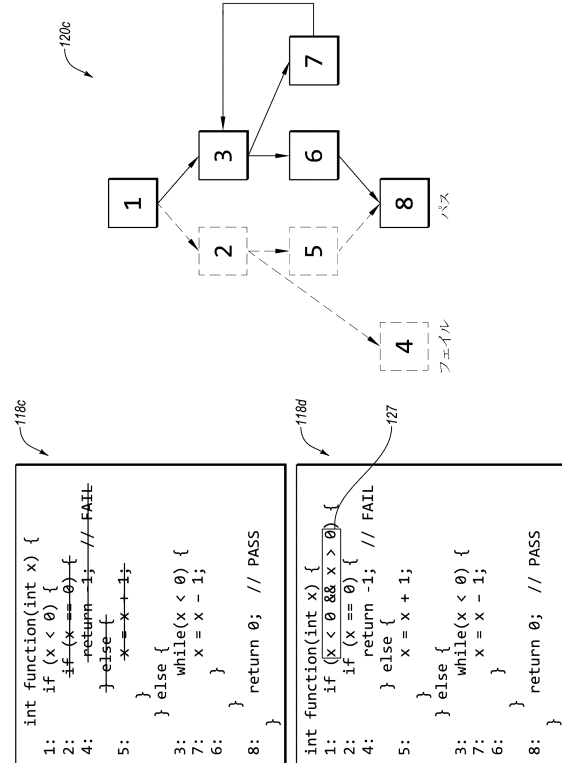 118c
int function(int x) {
1: if (x < 0) {
2: if (x == 0) {
4: return -1; // FAIL
} else {
5: x = x + 1;
}
} else {
3: while(x < 0) {
7: x = x - 1;
6: }
}
8: return 0; // PASS
}
118d
127
int function(int x) {
1: if (x < 0 && x > 0) {
2: if (x == 0) {
4: return -1; // FAIL
} else {
5: x = x + 1;
}
} else {
3: while(x < 0) {
7: x = x - 1;
6: }
}
8: return 0; // PASS
}
120c
1
2
3
5
6
7
4
8
フェイル
パス